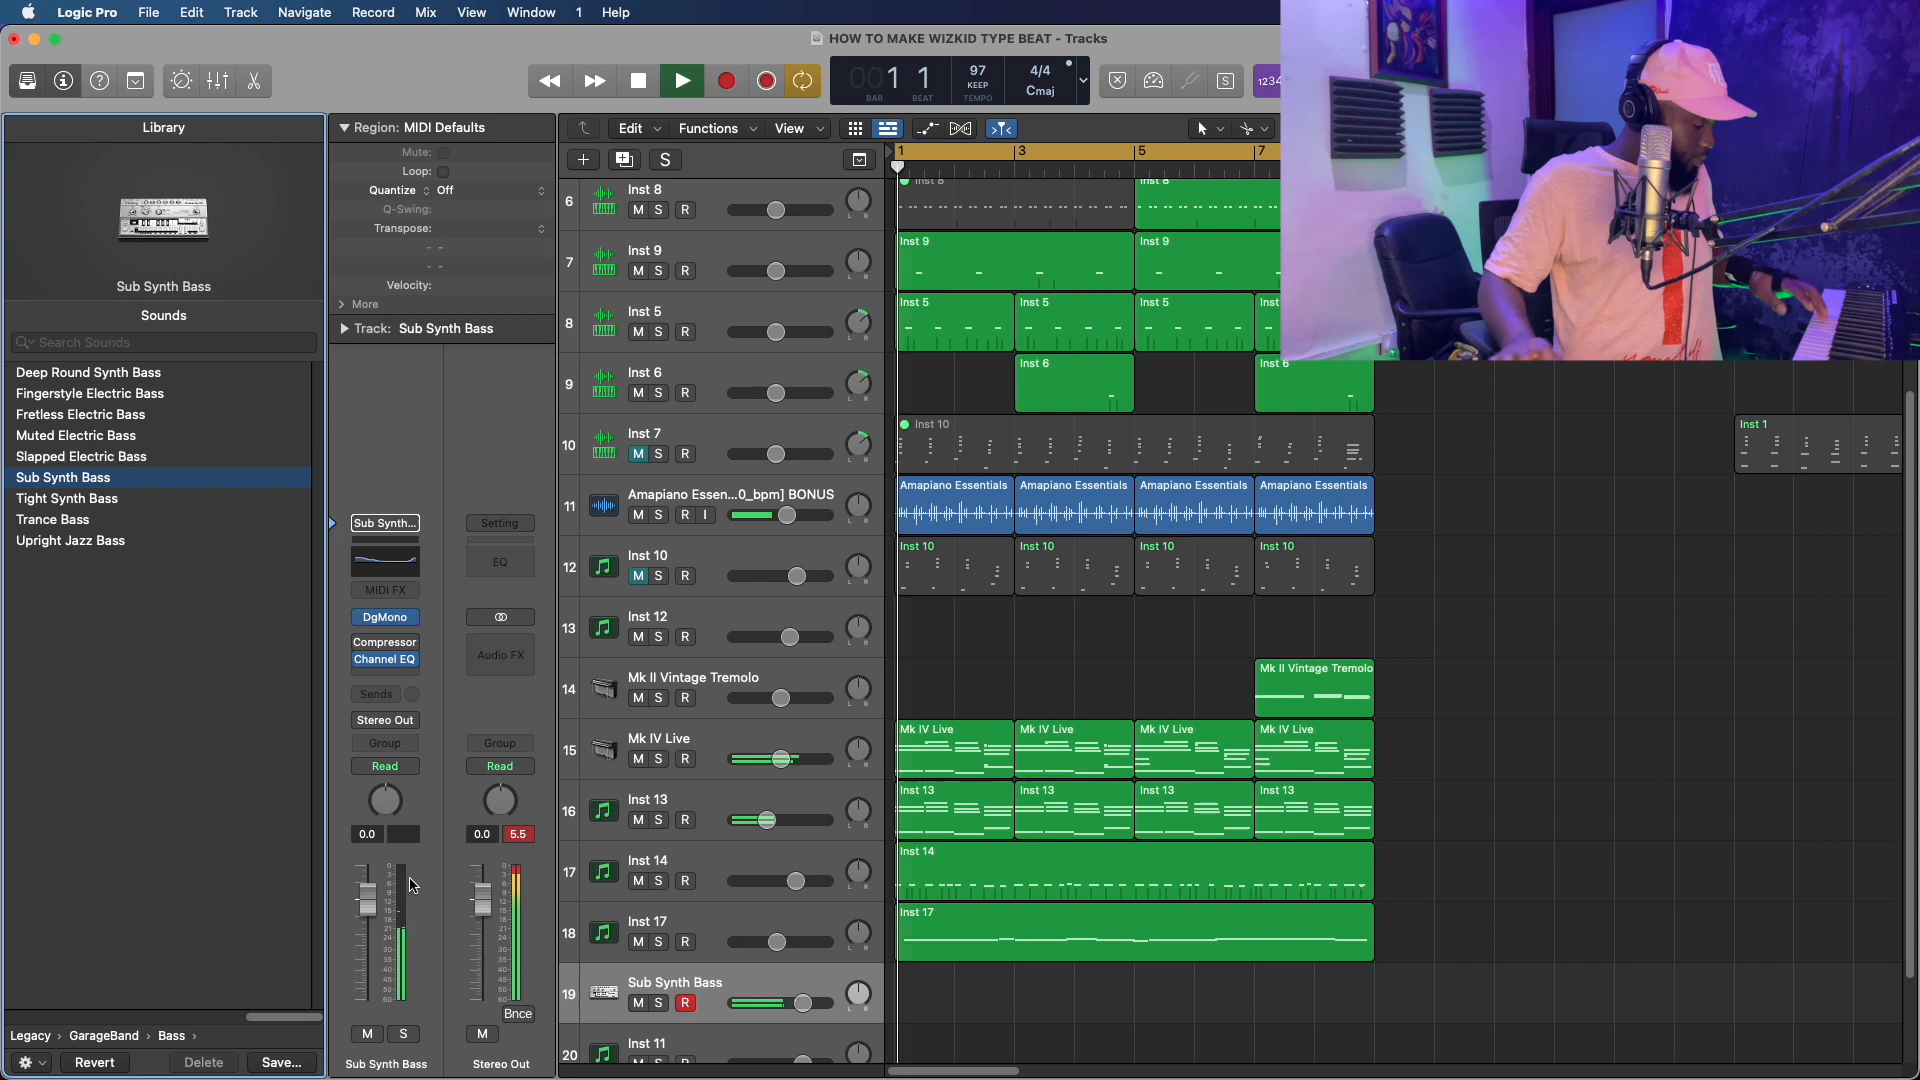 Logic Pro File Edit Track Navigate Record Mix View Window 1 Help
HOW TO MAKE WIZKID TYPE BEAT - Tracks
001 1
BAR BEAT
97
KEEP
TEMPO
4/4
Cmaj
S
1234
Library
Sub Synth Bass
Sounds
Search Sounds
Deep Round Synth Bass
Fingerstyle Electric Bass
Fretless Electric Bass
Muted Electric Bass
Slapped Electric Bass
Sub Synth Bass
Tight Synth Bass
Trance Bass
Upright Jazz Bass
Legacy › GarageBand › Bass ›
Revert Delete Save...
Region: MIDI Defaults
Mute:
Loop:
Quantize Off
Q-Swing:
Transpose:
Velocity:
More
Track: Sub Synth Bass
Sub Synth... Setting
EQ
MIDI FX
DgMono
Compressor
Channel EQ
Audio FX
Sends
Stereo Out
Group Group
Read Read
0.0 0.0 5.5
Bnce
M S M
Sub Synth Bass Stereo Out
Edit Functions View
S
1 3 5 7
6 Inst 8
M S R
Inst 8 Inst 8
7 Inst 9
M S R
Inst 9 Inst 9
8 Inst 5
M S R
Inst 5 Inst 5 Inst 5 Inst
9 Inst 6
M S R
Inst 6 Inst 6
10 Inst 7
M S R
Inst 10 Inst 1
11 Amapiano Essen...0_bpm] BONUS
M S R I
Amapiano Essentials Amapiano Essentials Amapiano Essentials Amapiano Essentials
12 Inst 10
M S R
Inst 10 Inst 10 Inst 10 Inst 10
13 Inst 12
M S R
14 Mk II Vintage Tremolo
M S R
Mk II Vintage Tremolo
15 Mk IV Live
M S R
Mk IV Live Mk IV Live Mk IV Live Mk IV Live
16 Inst 13
M S R
Inst 13 Inst 13 Inst 13 Inst 13
17 Inst 14
M S R
Inst 14
18 Inst 17
M S R
Inst 17
19 Sub Synth Bass
M S R
20 Inst 11
M S R